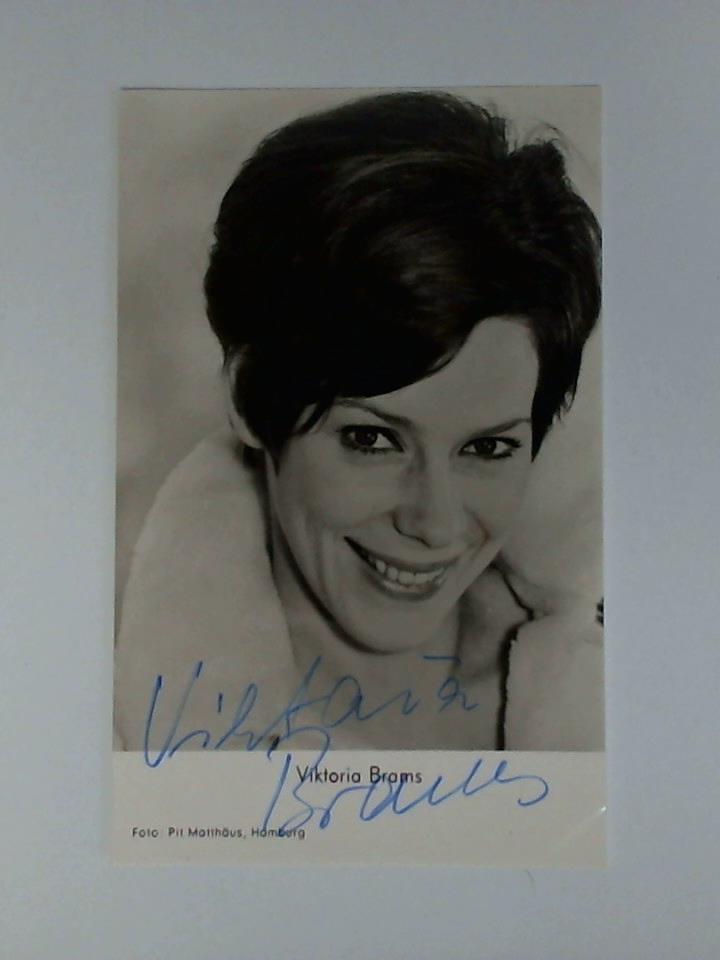 Viktoria
Brams
Viktoria Brams
Foto: Pit Matthäus, Hamburg